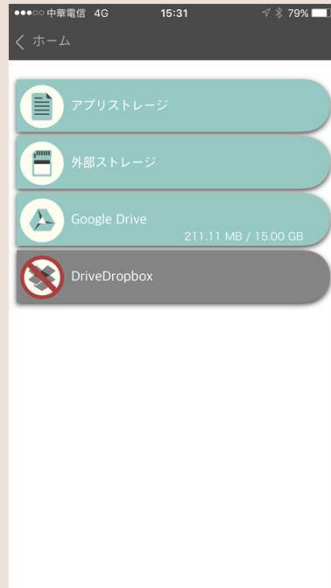 中華電信 4G 15:31 79%
ホーム
アプリストレージ
外部ストレージ
Google Drive
211.11 MB / 15.00 GB
DriveDropbox